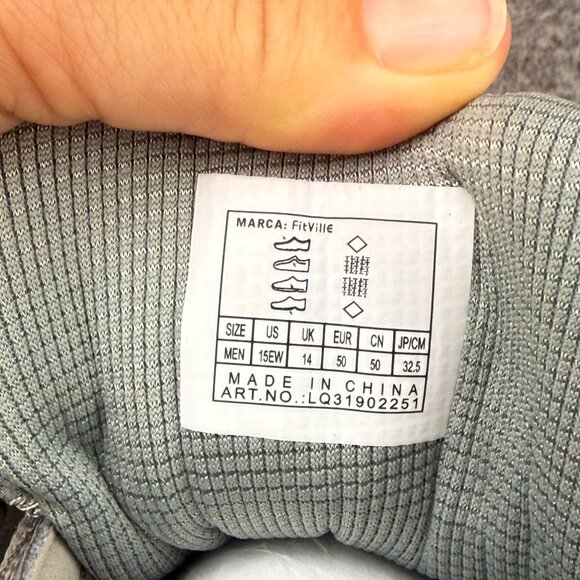 MARCA: FitVille
SIZE US UK EUR CN JP/CM
MEN 15EW 14 50 50 32.5
MADE IN CHINA
ART.NO.:LQ31902251